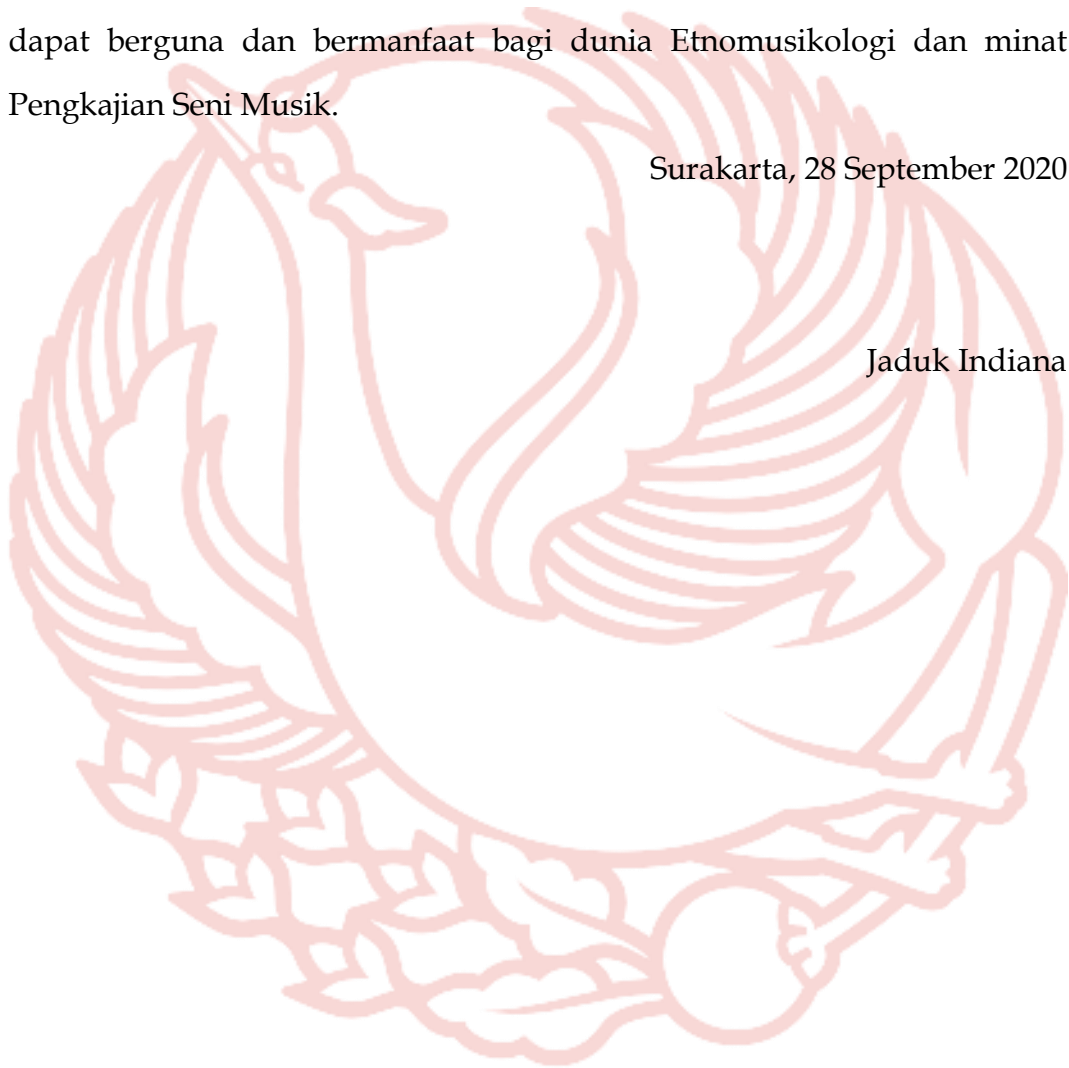 dapat berguna dan bermanfaat bagi dunia Etnomusikologi dan minat
Pengkajian Seni Musik.
Surakarta, 28 September 2020
Jaduk Indiana